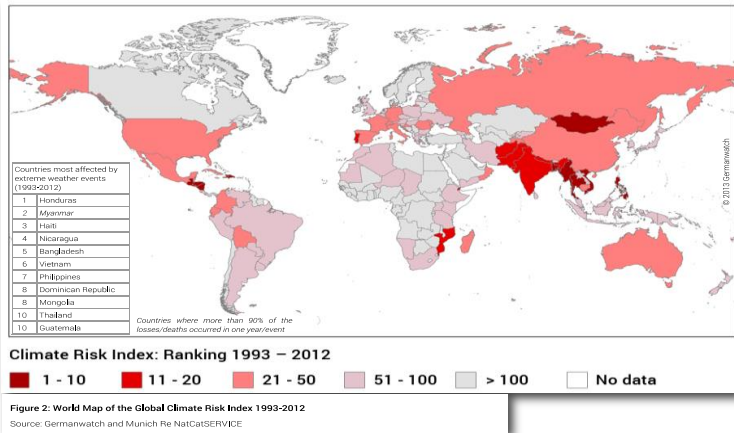 Countries most affected by
extreme weather events
(1993-2012)
1 Honduras
2 Myanmar
3 Haiti
4 Nicaragua
5 Bangladesh
6 Vietnam
7 Philippines
8 Dominican Republic
8 Mongolia
10 Thailand
10 Guatemala
Countries where more than 90% of the
losses/deaths occurred in one year/event
© 2013 Germanwatch
Climate Risk Index: Ranking 1993 – 2012
1 - 10 11 - 20 21 - 50 51 - 100 > 100 No data
Figure 2: World Map of the Global Climate Risk Index 1993-2012
Source: Germanwatch and Munich Re NatCatSERVICE